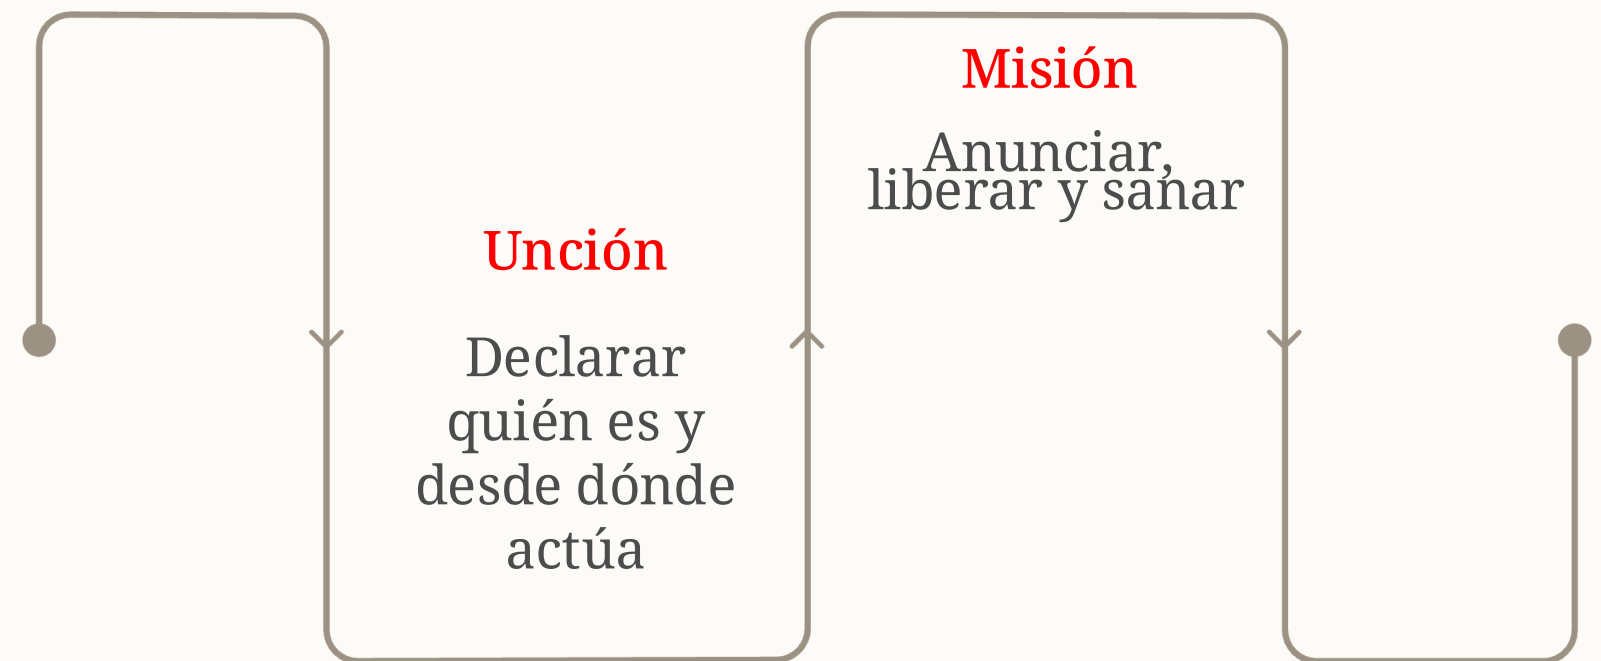 Unción
Declarar
quién es y
desde dónde
actúa
Misión
Anunciar,
liberar y sanar